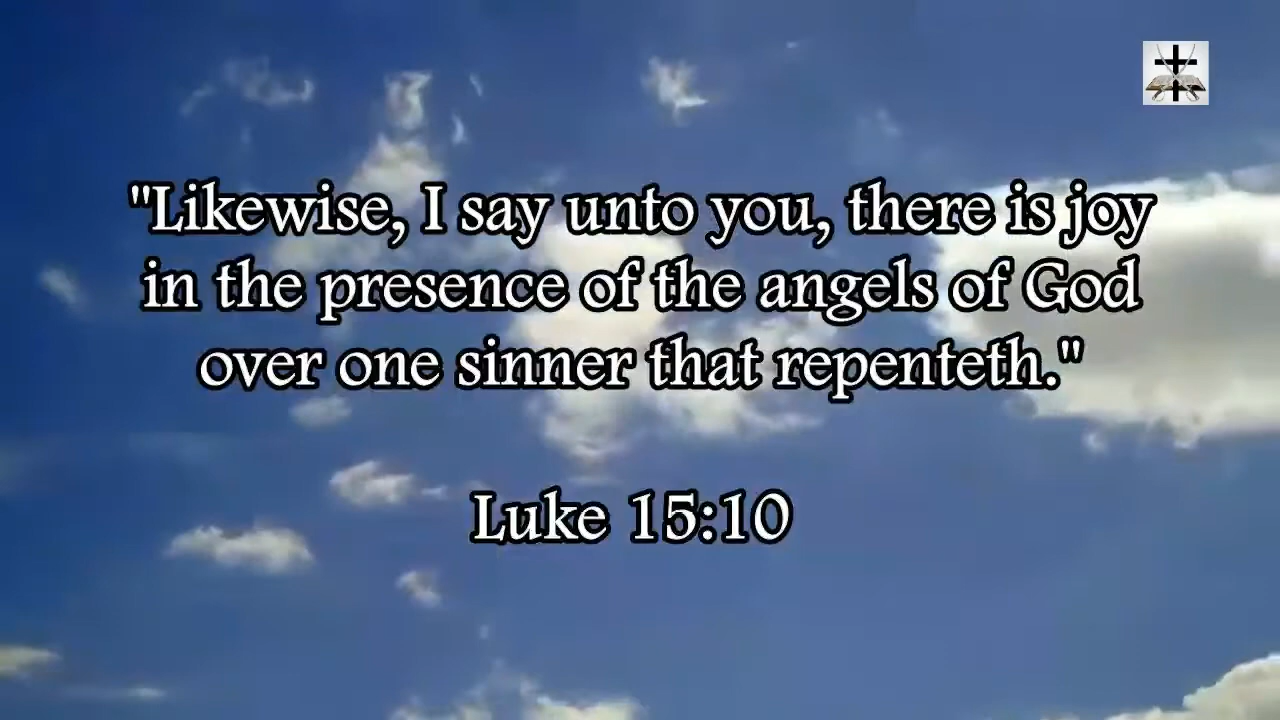 "Likewise, I say unto you, there is joy
in the presence of the angels of God
over one sinner that repenteth."
Luke 15:10